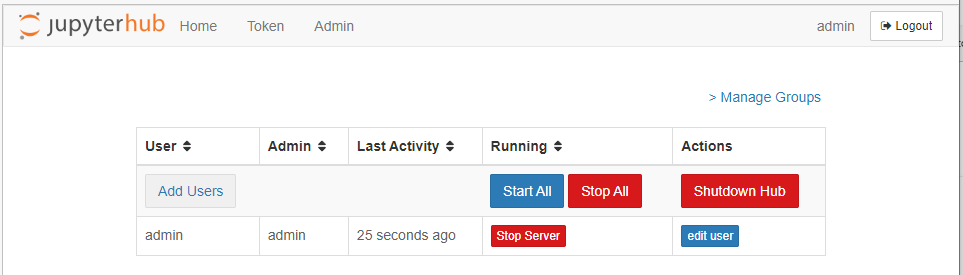 jupyterhub Home Token Admin admin Logout
> Manage Groups
User Admin Last Activity Running Actions
Add Users Start All Stop All Shutdown Hub
admin admin 25 seconds ago Stop Server edit user